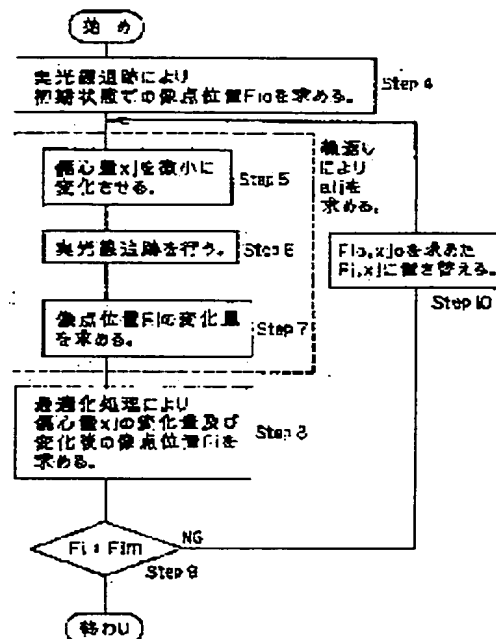 始め
実光線追跡により
初期状態での像点位置Fioを求める。
Step 4
偏心量xjを微小に
変化させる。
Step 5
実光線追跡を行う。
Step 6
像点位置Fiの変化量
を求める。
Step 7
繰返し
により
aijを
求める。
最適化処理により
偏心量xjの変化量及び
変化後の像点位置Fiを
求める。
Step 8
Fio,xjoを求めた
Fi,xjに置き替える。
Step 10
Fi : Fim
NG
Step 9
終わり